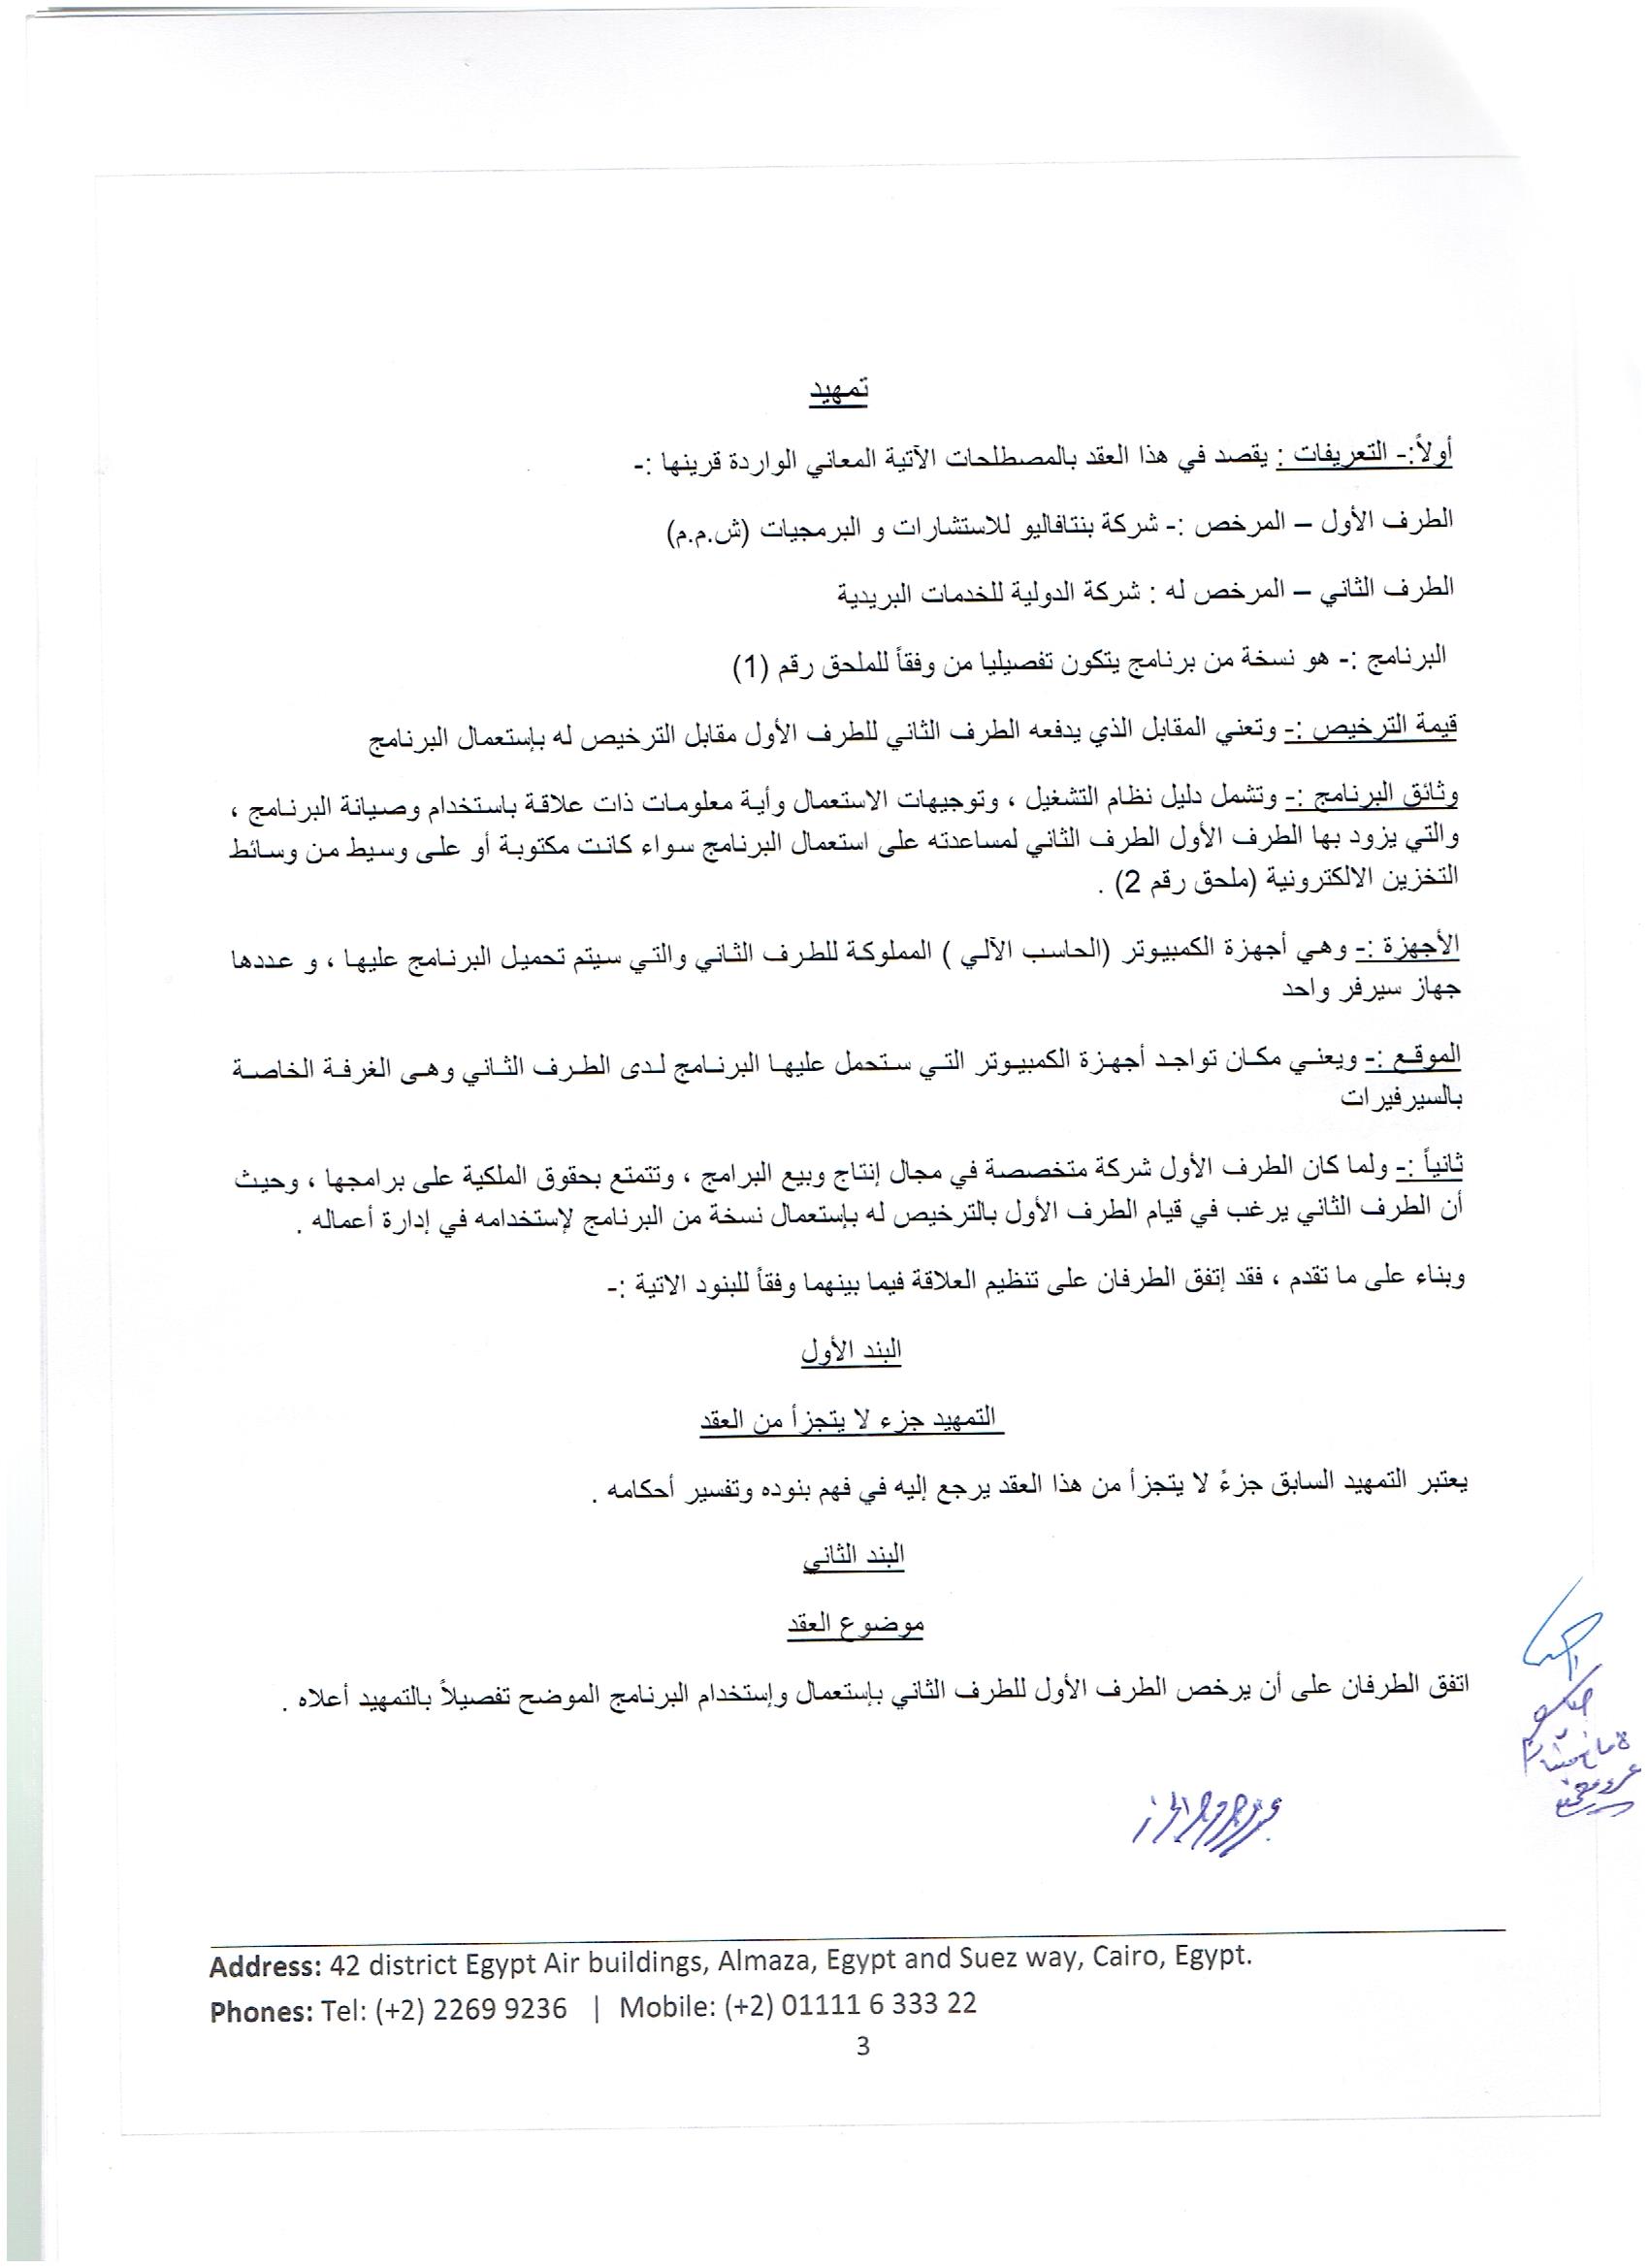 تمهيد
أولاً:- التعريفات : يقصد في هذا العقد بالمصطلحات الآتية المعاني الواردة قرينها :-
الطرف الأول – المرخص :- شركة بنتافاليو للاستشارات و البرمجيات (ش.م.م)
الطرف الثاني – المرخص له : شركة الدولية للخدمات البريدية
البرنامج :- هو نسخة من برنامج يتكون تفصيليا من وفقاً للملحق رقم (1)
قيمة الترخيص :- وتعني المقابل الذي يدفعه الطرف الثاني للطرف الأول مقابل الترخيص له بإستعمال البرنامج
وثائق البرنامج :- وتشمل دليل نظام التشغيل ، وتوجيهات الاستعمال وأية معلومات ذات علاقة باستخدام وصيانة البرنامج ،
والتي يزود بها الطرف الأول الطرف الثاني لمساعدته على استعمال البرنامج سواء كانت مكتوبة أو على وسيط من وسائط
التخزين الالكترونية (ملحق رقم 2) .
الأجهزة :- وهي أجهزة الكمبيوتر (الحاسب الآلي ) المملوكة للطرف الثاني والتي سيتم تحميل البرنامج عليها ، و عددها
جهاز سيرفر واحد
الموقع :- ويعني مكان تواجد أجهزة الكمبيوتر التي ستحمل عليها البرنامج لدى الطرف الثاني وهى الغرفة الخاصة
بالسيرفيرات
ثانياً :- ولما كان الطرف الأول شركة متخصصة في مجال إنتاج وبيع البرامج ، وتتمتع بحقوق الملكية على برامجها ، وحيث
أن الطرف الثاني يرغب في قيام الطرف الأول بالترخيص له بإستعمال نسخة من البرنامج لإستخدامه في إدارة أعماله .
وبناء على ما تقدم ، فقد إتفق الطرفان على تنظيم العلاقة فيما بينهما وفقاً للبنود الاتية :-
البند الأول
التمهيد جزء لا يتجزأ من العقد
يعتبر التمهيد السابق جزءً لا يتجزأ من هذا العقد يرجع إليه في فهم بنوده وتفسير أحكامه .
البند الثاني
موضوع العقد
اتفق الطرفان على أن يرخص الطرف الأول للطرف الثاني بإستعمال وإستخدام البرنامج الموضح تفصيلاً بالتمهيد أعلاه .
Address: 42 district Egypt Air buildings, Almaza, Egypt and Suez way, Cairo, Egypt.
Phones: Tel: (+2) 2269 9236 | Mobile: (+2) 01111 6 333 22
3